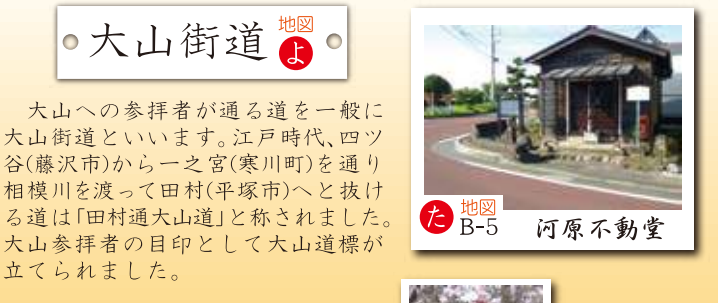 大山街道 地図 よ
　大山への参拝者が通る道を一般に
大山街道といいます。江戸時代、四ツ
谷(藤沢市)から一之宮(寒川町)を通り
相模川を渡って田村(平塚市)へと抜け
る道は「田村通大山道」と称されました。
大山参拝者の目印として大山道標が
立てられました。
た 地図 B-5 河原不動堂